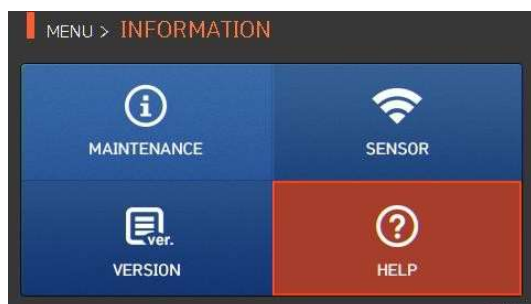 MENU > INFORMATION
MAINTENANCE
SENSOR
ver.
VERSION
HELP